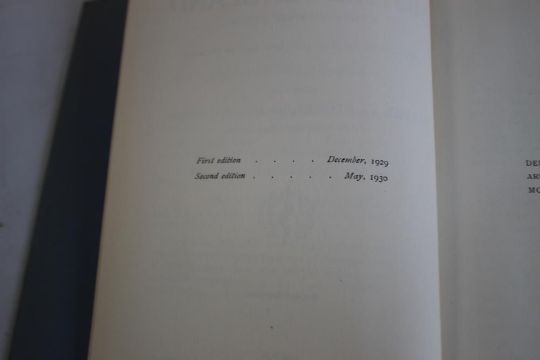 First edition . . . . December, 1929
Second edition . . . . . May, 1930